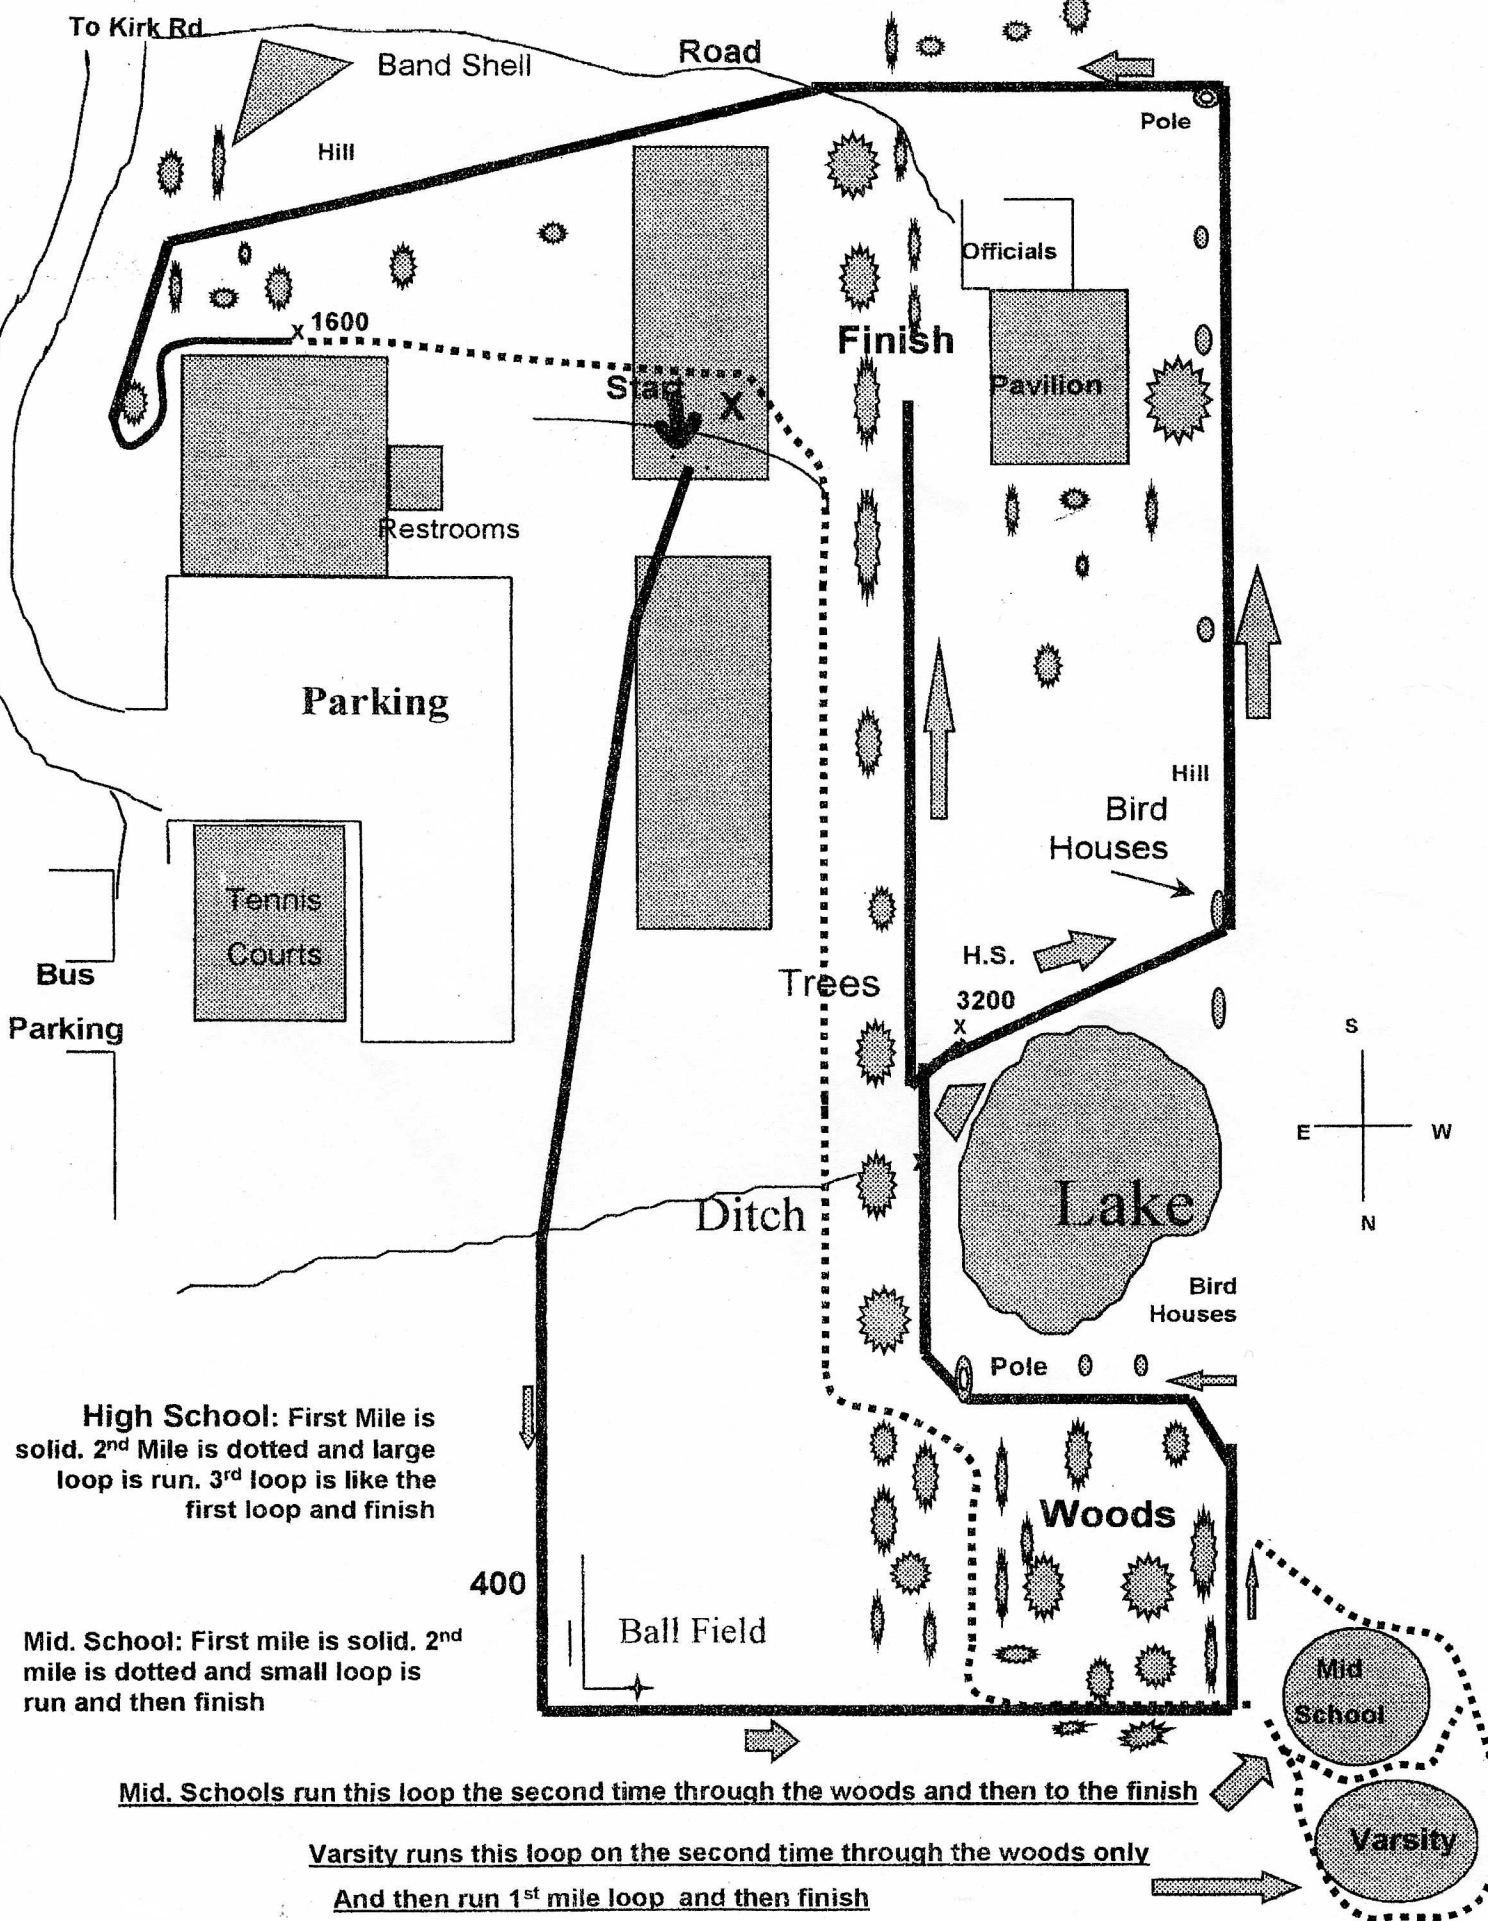 To Kirk Rd
Band Shell
Road
Pole
Hill
Officials
x 1600
Finish
Start
X
Pavilion
Restrooms
Parking
Hill
Bird
Houses
Tennis
Courts
H.S.
Bus
Parking
Trees
3200
x
S
E W
N
x
Ditch
Lake
Bird
Houses
Pole
High School: First Mile is
solid. 2nd Mile is dotted and large
loop is run. 3rd loop is like the
first loop and finish
Woods
400
Ball Field
Mid. School: First mile is solid. 2nd
mile is dotted and small loop is
run and then finish
Mid
School
Mid. Schools run this loop the second time through the woods and then to the finish
Varsity
Varsity runs this loop on the second time through the woods only
And then run 1st mile loop and then finish